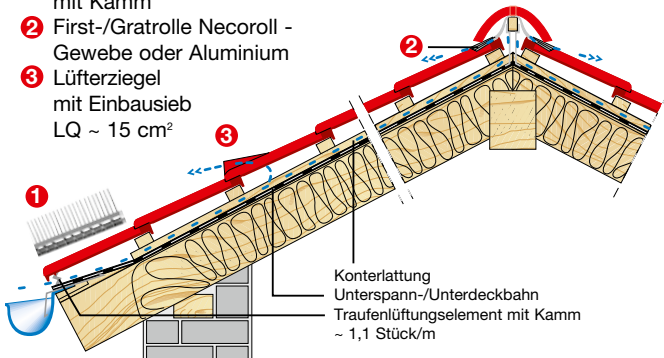 mit Kamm
2 First-/Gratrolle Necoroll -
Gewebe oder Aluminium
3 Lüfterziegel
mit Einbausieb
LQ ~ 15 cm²
2
3
1
Konterlattung
Unterspann-/Unterdeckbahn
Traufenlüftungselement mit Kamm
~ 1,1 Stück/m